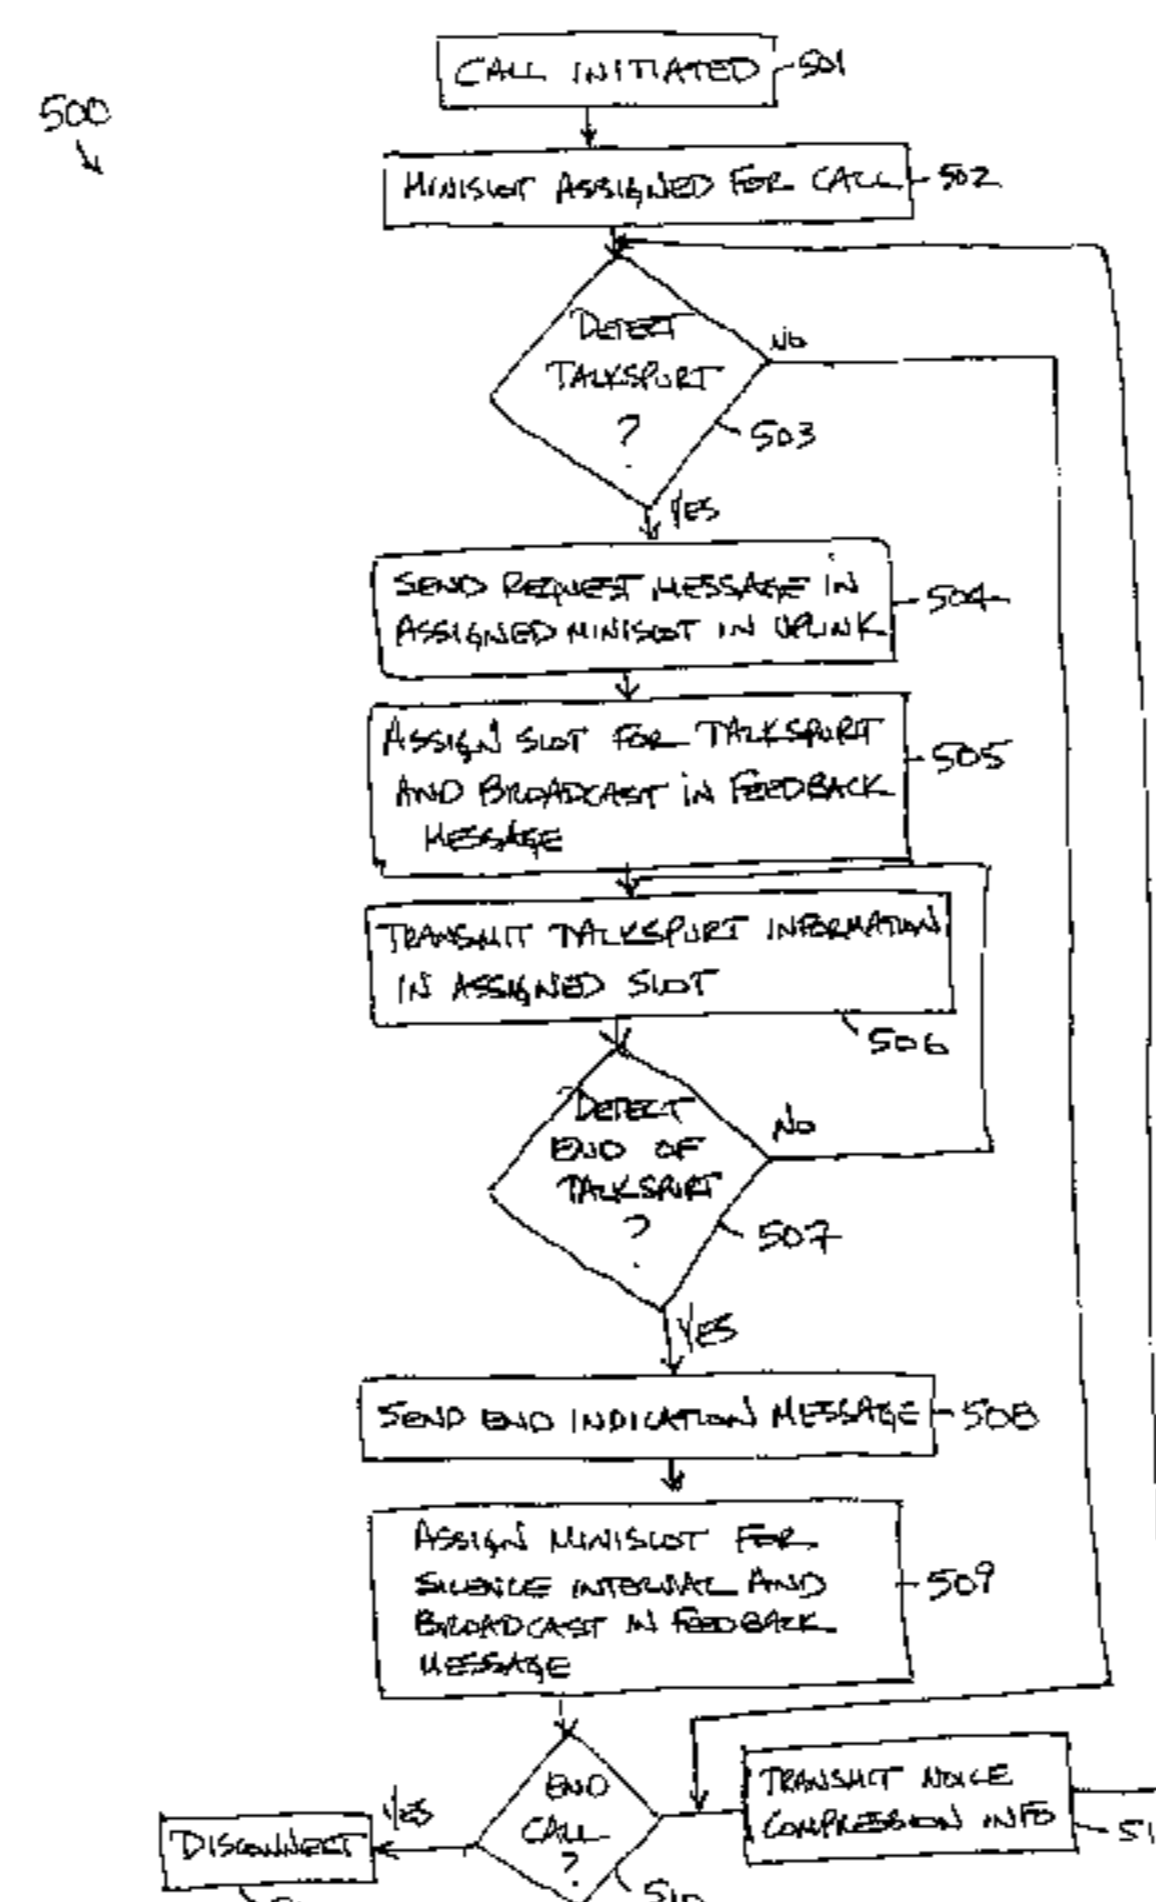 500
CALL INITIATED 501
MINISLOT ASSIGNED FOR CALL 502
DETECT
TALKSPURT
?
NO
503
YES
SEND REQUEST MESSAGE IN
ASSIGNED MINISLOT IN UPLINK
504
ASSIGN SLOT FOR TALKSPURT
AND BROADCAST IN FEEDBACK
MESSAGE
505
TRANSMIT TALKSPURT INFORMATION
IN ASSIGNED SLOT
506
DETECT
END OF
TALKSPURT
?
NO
507
YES
SEND END INDICATION MESSAGE 508
ASSIGN MINISLOT FOR
SILENCE INTERVAL AND
BROADCAST IN FEEDBACK
MESSAGE
509
END
CALL
?
510
YES
DISCONNECT
TRANSMIT NOISE
COMPRESSION INFO